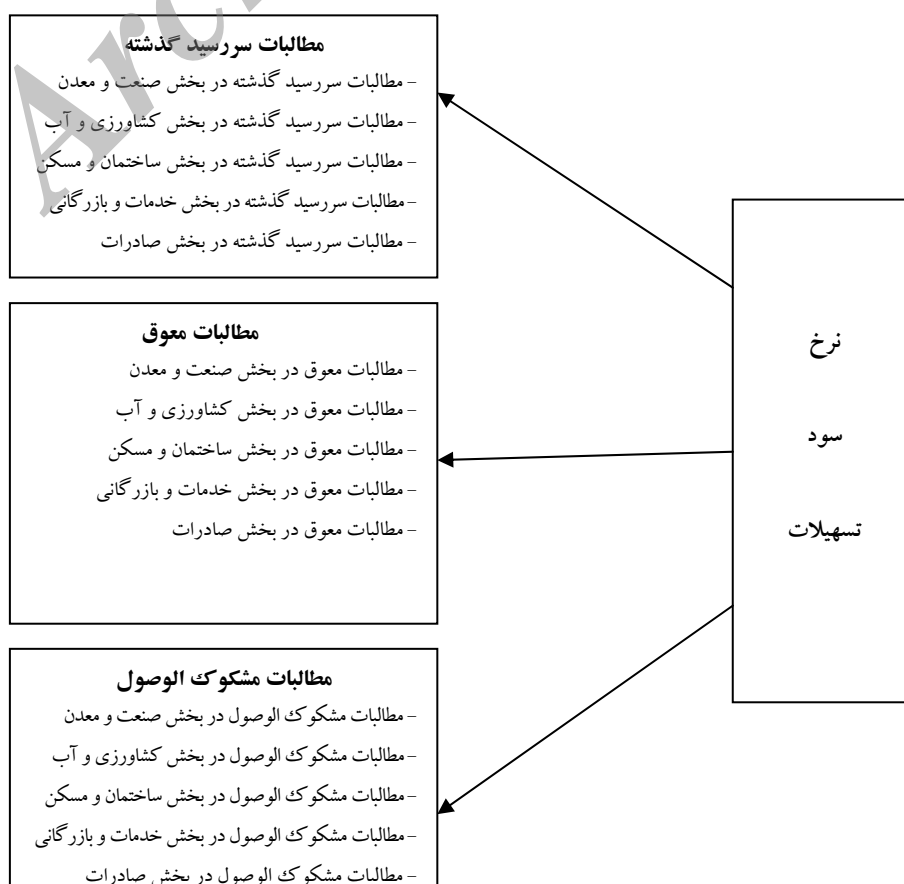 مطالبات سررسید گذشته
– مطالبات سررسید گذشته در بخش صنعت و معدن
– مطالبات سررسید گذشته در بخش کشاورزی و آب
– مطالبات سررسید گذشته در بخش ساختمان و مسکن
– مطالبات سررسید گذشته در بخش خدمات و بازرگانی
– مطالبات سررسید گذشته در بخش صادرات
نرخ
سود
تسهیلات
مطالبات معوق
– مطالبات معوق در بخش صنعت و معدن
– مطالبات معوق در بخش کشاورزی و آب
– مطالبات معوق در بخش ساختمان و مسکن
– مطالبات معوق در بخش خدمات و بازرگانی
– مطالبات معوق در بخش صادرات
مطالبات مشکوک الوصول
– مطالبات مشکوک الوصول در بخش صنعت و معدن
– مطالبات مشکوک الوصول در بخش کشاورزی و آب
– مطالبات مشکوک الوصول در بخش ساختمان و مسکن
– مطالبات مشکوک الوصول در بخش خدمات و بازرگانی
– مطالبات مشکوک الوصول در بخش صادرات